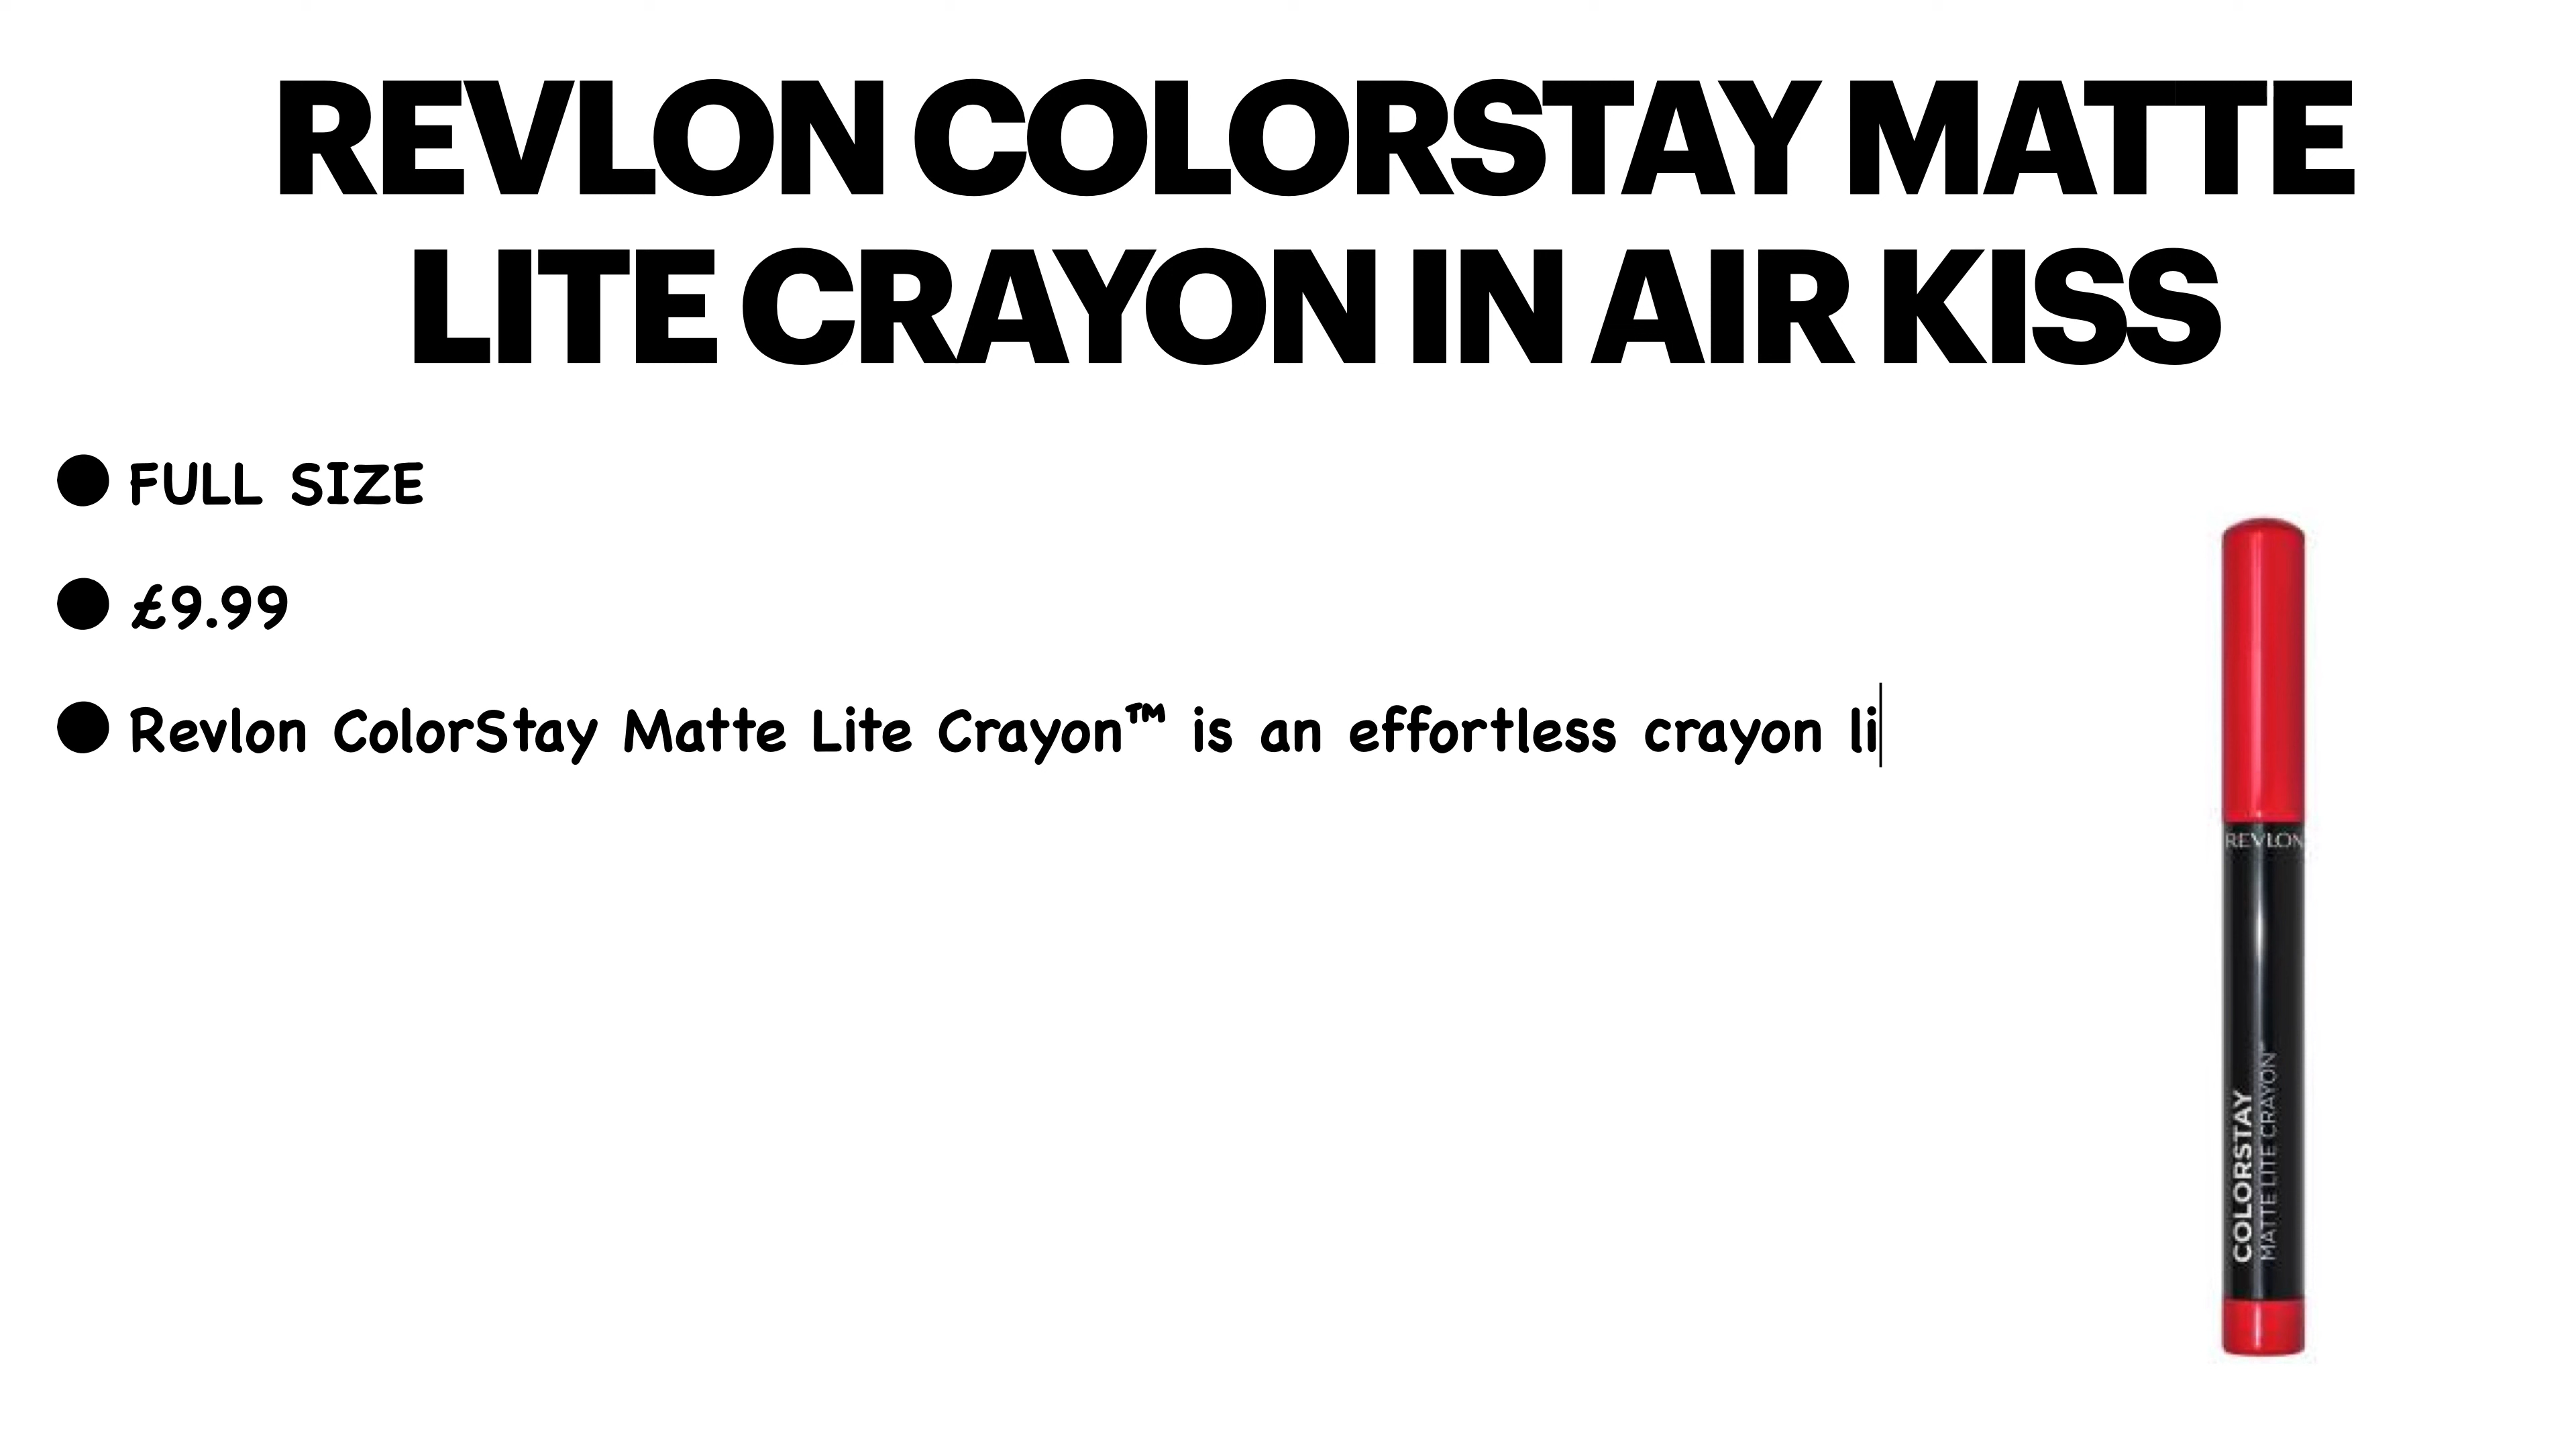 REVLON COLORSTAY MATTE
LITE CRAYON IN AIR KISS
● FULL SIZE
● £9.99
● Revlon ColorStay Matte Lite Crayon™ is an effortless crayon li
REVLON
COLORSTAY
MATTE LITE CRAYON™